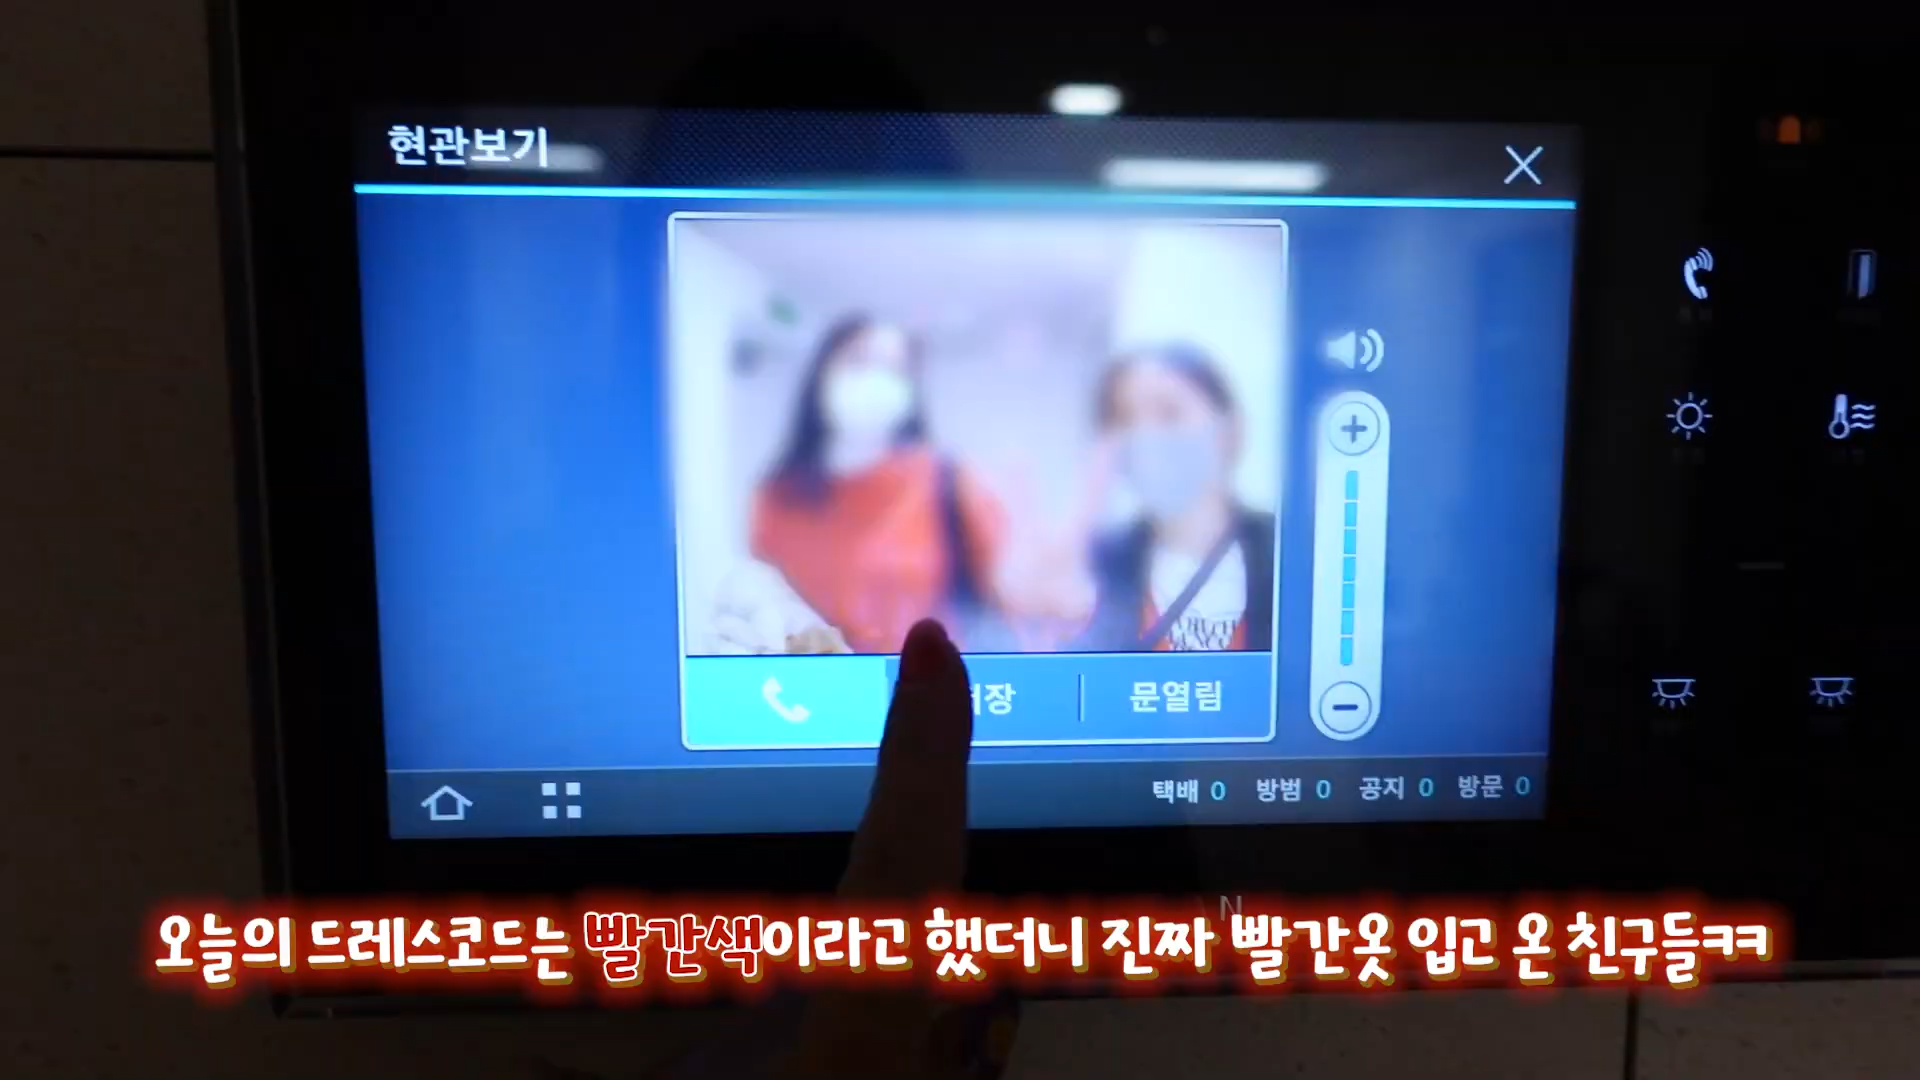 현관보기
문열림
택배 0 방범 0 공지 0 방문 0
오늘의 드레스코드는 빨간색이라고 했더니 진짜 빨간옷 입고 온 친구들ㅋㅋ